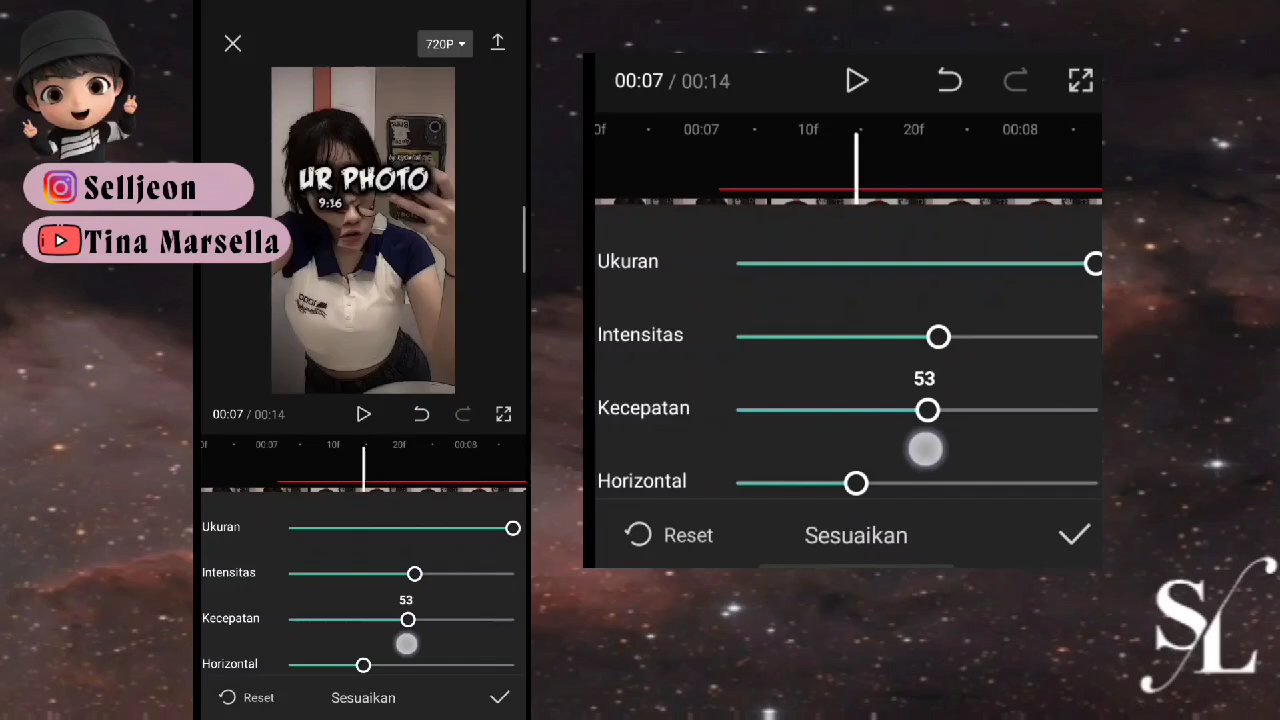 Selljeon
Tina Marsella
720P
UR PHOTO
9:16
00:07 / 00:14
0f 00:07 10f 20f 00:08
Ukuran
Intensitas
53
Kecepatan
Horizontal
Reset Sesuaikan
00:07 / 00:14
0f 00:07 10f 20f 00:08
Ukuran
Intensitas
53
Kecepatan
Horizontal
Reset Sesuaikan
SL